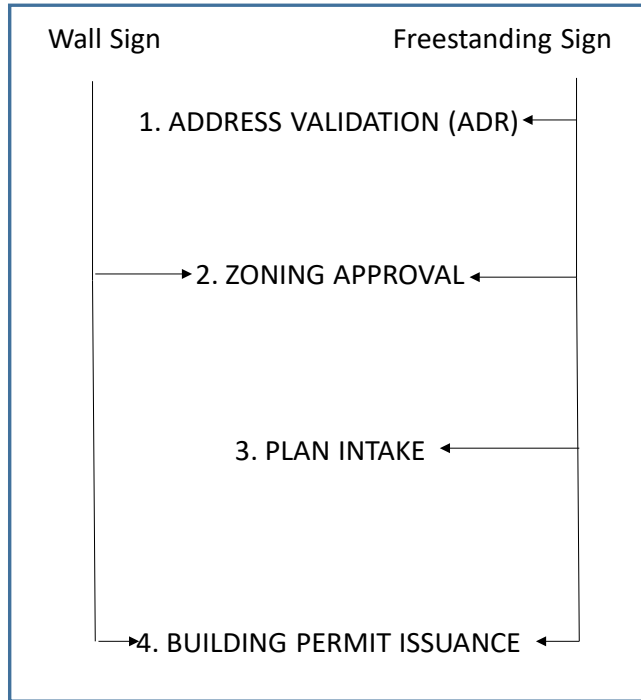 Wall Sign
Freestanding Sign
1. ADDRESS VALIDATION (ADR)
2. ZONING APPROVAL
3. PLAN INTAKE
4. BUILDING PERMIT ISSUANCE